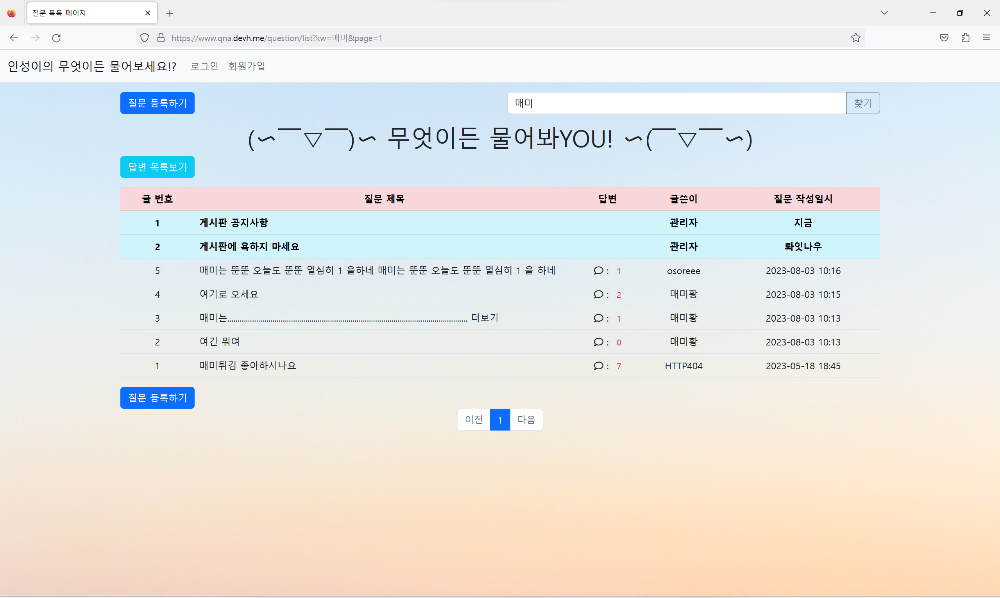 질문 목록 페이지
https://www.qna.devh.me/question/list?kw=매미&page=1
인성이의 무엇이든 물어보세요!? 로그인 회원가입
질문 등록하기 매미 찾기
(∽￣▽￣)∽ 무엇이든 물어봐YOU! ∽(￣▽￣∽)
답변 목록보기
글 번호 질문 제목 답변 글쓴이 질문 작성일시
1 게시판 공지사항 관리자 지금
2 게시판에 욕하지 마세요 관리자 롸잇나우
5 매미는 뚠뚠 오늘도 뚠뚠 열심히 1 을하네 매미는 뚠뚠 오늘도 뚠뚠 열심히 1 을 하네 : 1 osoreee 2023-08-03 10:16
4 여기로 오세요 : 2 매미황 2023-08-03 10:15
3 매미는....................................................................................................................... 더보기 : 1 매미황 2023-08-03 10:13
2 여긴 뭐여 : 0 매미황 2023-08-03 10:13
1 매미튀김 좋아하시나요 : 7 HTTP404 2023-05-18 18:45
질문 등록하기
이전 1 다음